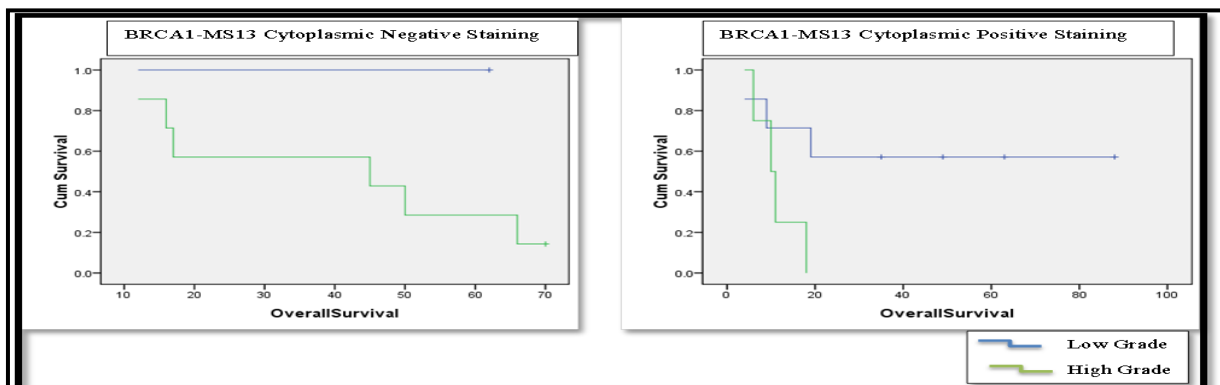 BRCA1-MS13 Cytoplasmic Negative Staining
1.0
0.8
0.6
0.4
0.2
0.0
Cum Survival
10 20 30 40 50 60 70
OverallSurvival
BRCA1-MS13 Cytoplasmic Positive Staining
1.0
0.8
0.6
0.4
0.2
0.0
Cum Survival
0 20 40 60 80 100
OverallSurvival
Low Grade
High Grade